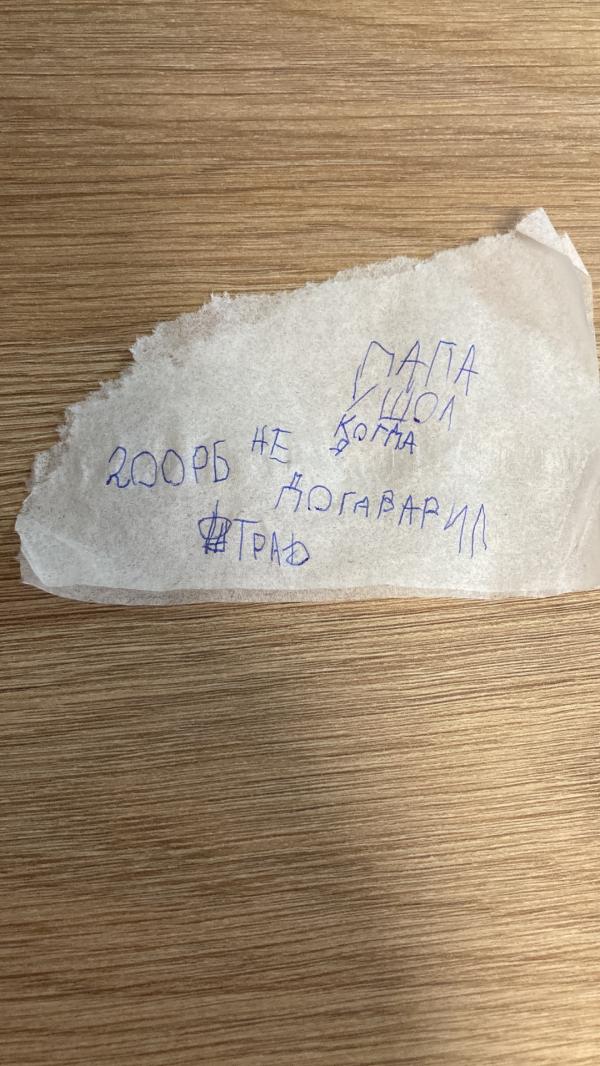 ПАПА
УШОЛ
КОГДА
Я НЕ
ДОГАВАРИЛ
200РБ
ШТРАФ